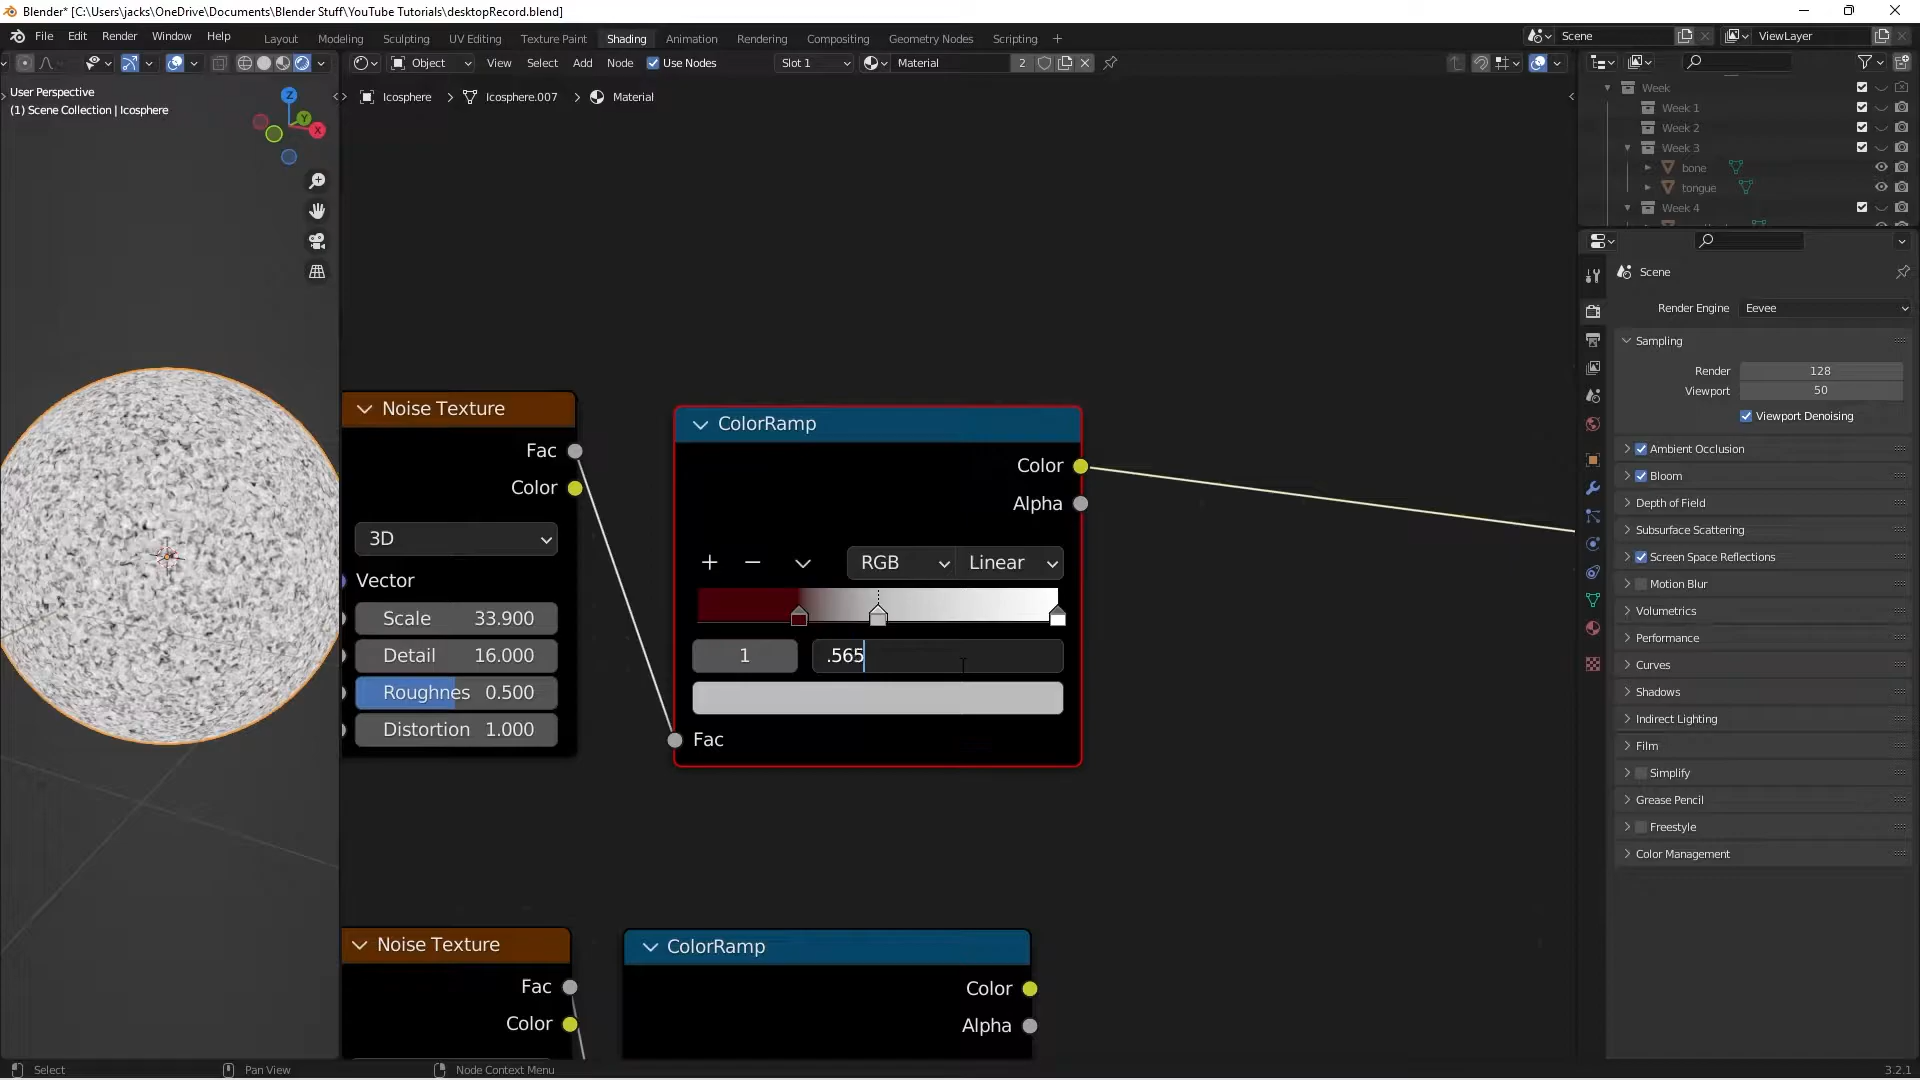 Blender* [C:\Users\jacks\OneDrive\Documents\Blender Stuff\YouTube Tutorials\desktopRecord.blend]
File Edit Render Window Help Layout Modeling Sculpting UV Editing Texture Paint Shading Animation Rendering Compositing Geometry Nodes Scripting + Scene ViewLayer
Object View Select Add Node Use Nodes Slot 1 Material 2
User Perspective
(1) Scene Collection | Icosphere
Z
Y
X
Icosphere > Icosphere.007 > Material
Week
Week 1
Week 2
Week 3
bone
tongue
Week 4
Scene
Render Engine Eevee
Sampling
Render 128
Viewport 50
Viewport Denoising
Ambient Occlusion
Bloom
Depth of Field
Subsurface Scattering
Screen Space Reflections
Motion Blur
Volumetrics
Performance
Curves
Shadows
Indirect Lighting
Film
Simplify
Grease Pencil
Freestyle
Color Management
Noise Texture
Fac
Color
3D
Vector
Scale 33.900
Detail 16.000
Roughnes 0.500
Distortion 1.000
ColorRamp
Color
Alpha
RGB Linear
1 .565
Fac
Noise Texture
Fac
Color
ColorRamp
Color
Alpha
Select Pan View Node Context Menu 3.2.1